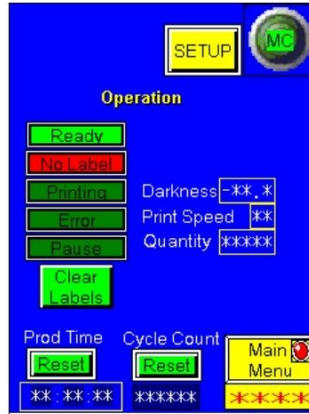 SETUP
MC
Operation
Ready
No Label
Printing
Darkness -**.*
Error
Print Speed **
Pause
Quantity *****
Clear
Labels
Prod Time
Cycle Count
Reset
Reset
Main
Menu
**:**:**
******
****